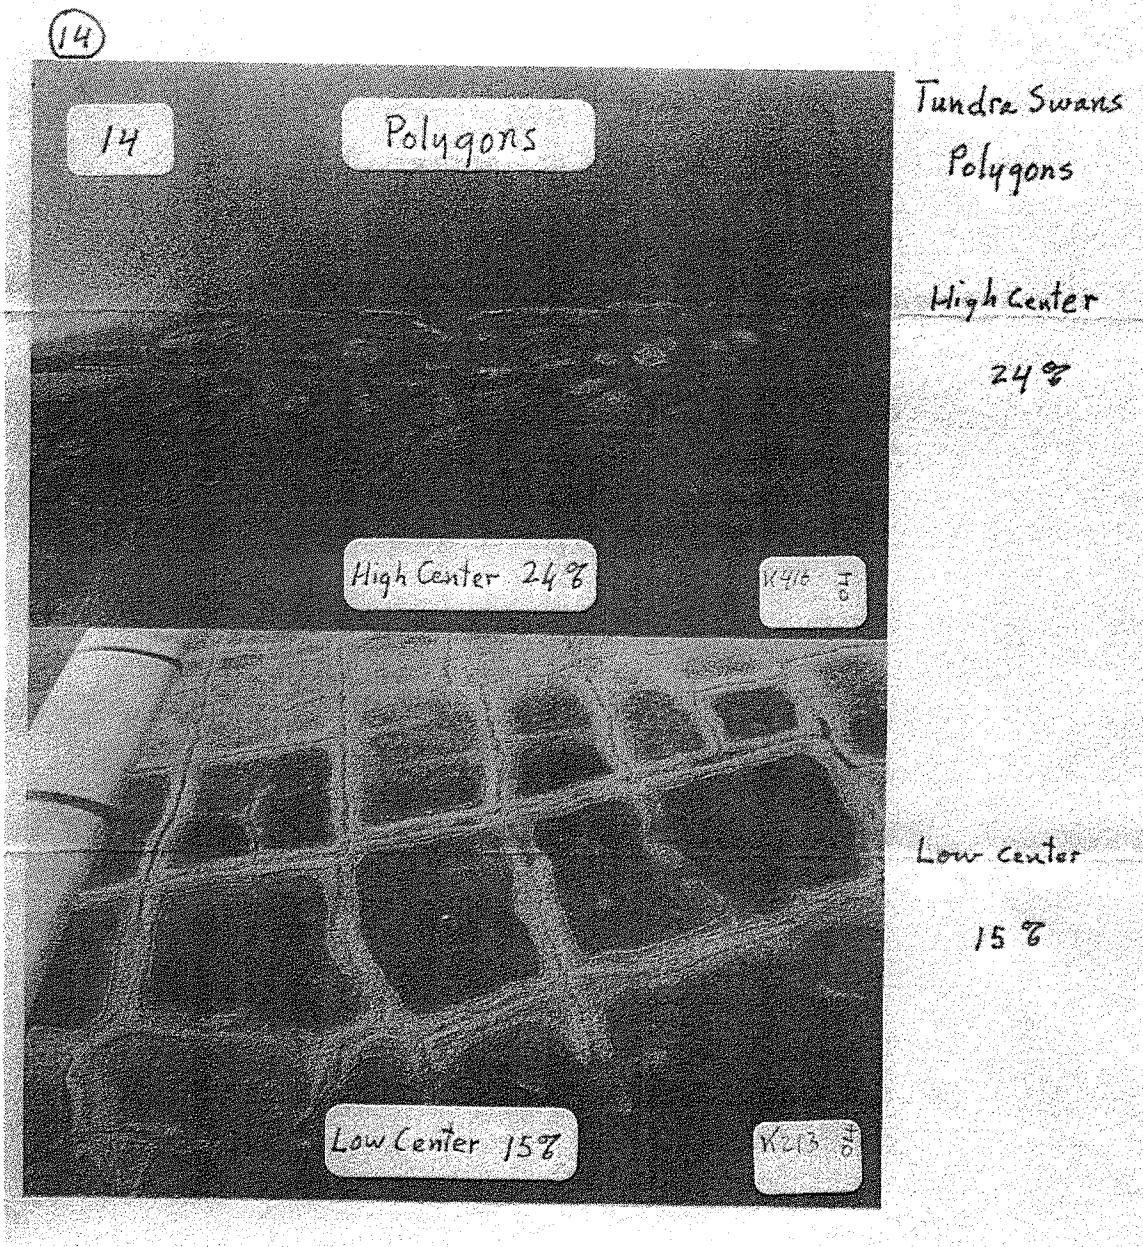 14
14
Polygons
Tundra Swans
Polygons
High Center
24%
High Center 24%
K416
Low Center
15%
Low Center 15%
K213